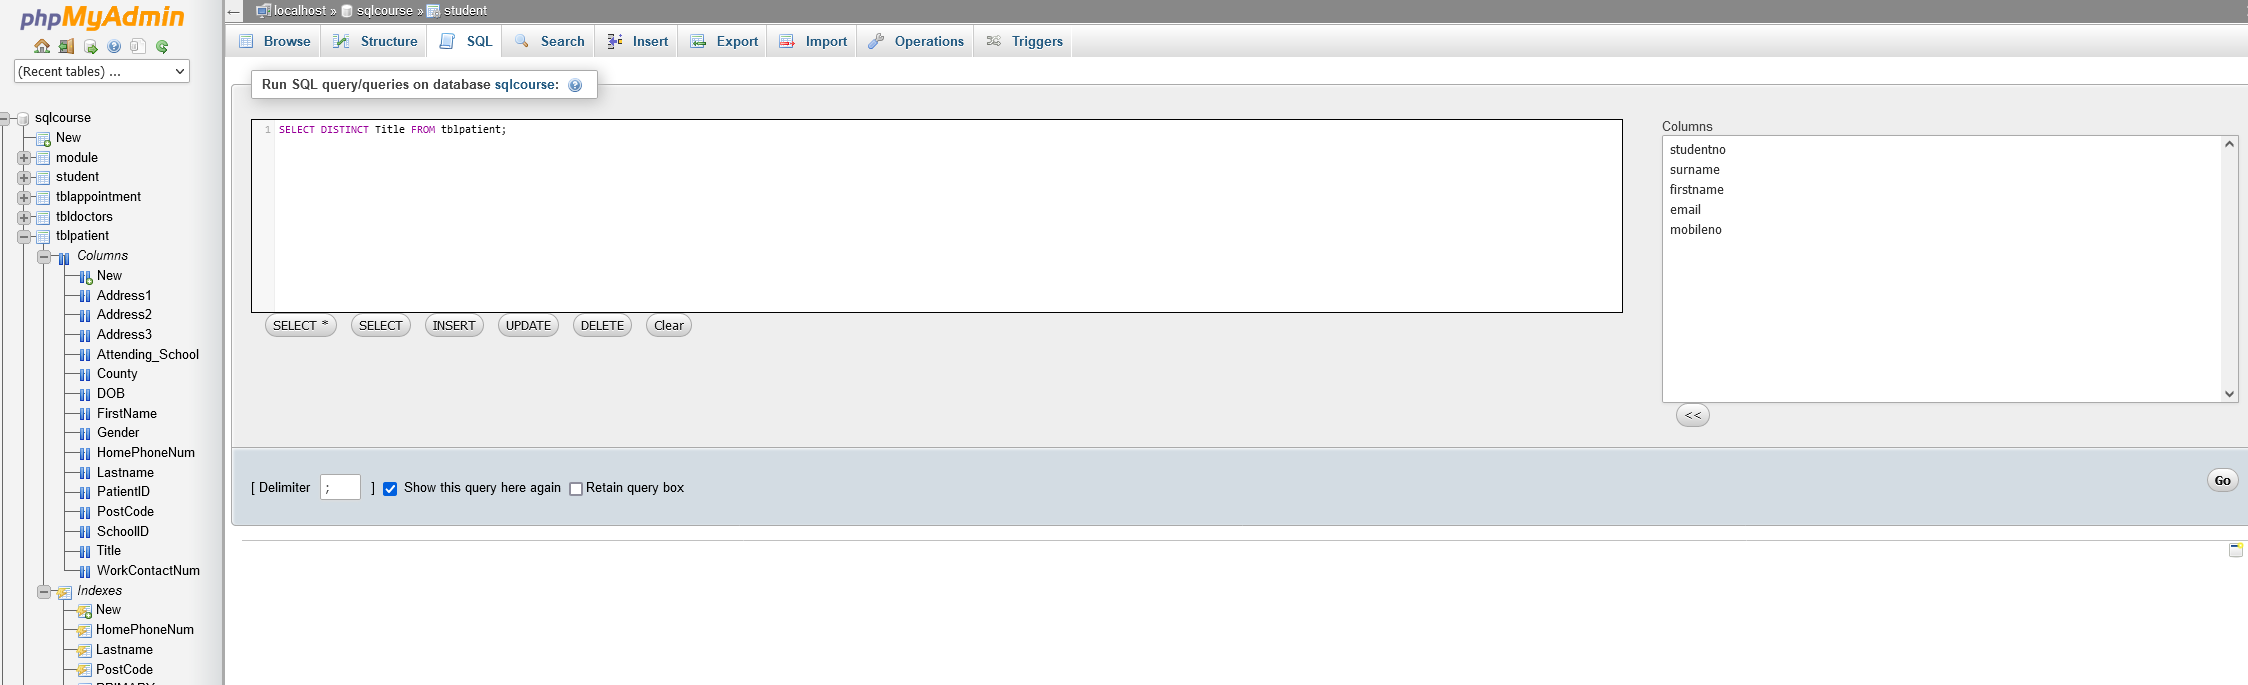 phpMyAdmin
(Recent tables) ...
sqlcourse
New
module
student
tblappointment
tbldoctors
tblpatient
Columns
New
Address1
Address2
Address3
Attending_School
County
DOB
FirstName
Gender
HomePhoneNum
Lastname
PatientID
PostCode
SchoolID
Title
WorkContactNum
Indexes
New
HomePhoneNum
Lastname
PostCode
localhost » sqlcourse » student
Browse Structure SQL Search Insert Export Import Operations Triggers
Run SQL query/queries on database sqlcourse:
1 SELECT DISTINCT Title FROM tblpatient;
SELECT * SELECT INSERT UPDATE DELETE Clear
Columns
studentno
surname
firstname
email
mobileno
<<
[ Delimiter ; ] Show this query here again Retain query box
Go